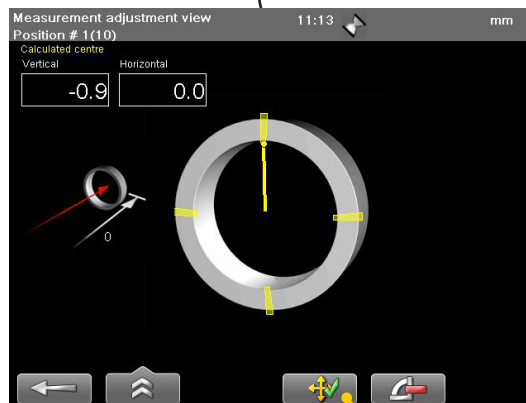 Measurement adjustment view 11:13 mm
Position # 1(10)
Calculated centre
Vertical Horizontal
-0.9 0.0
0